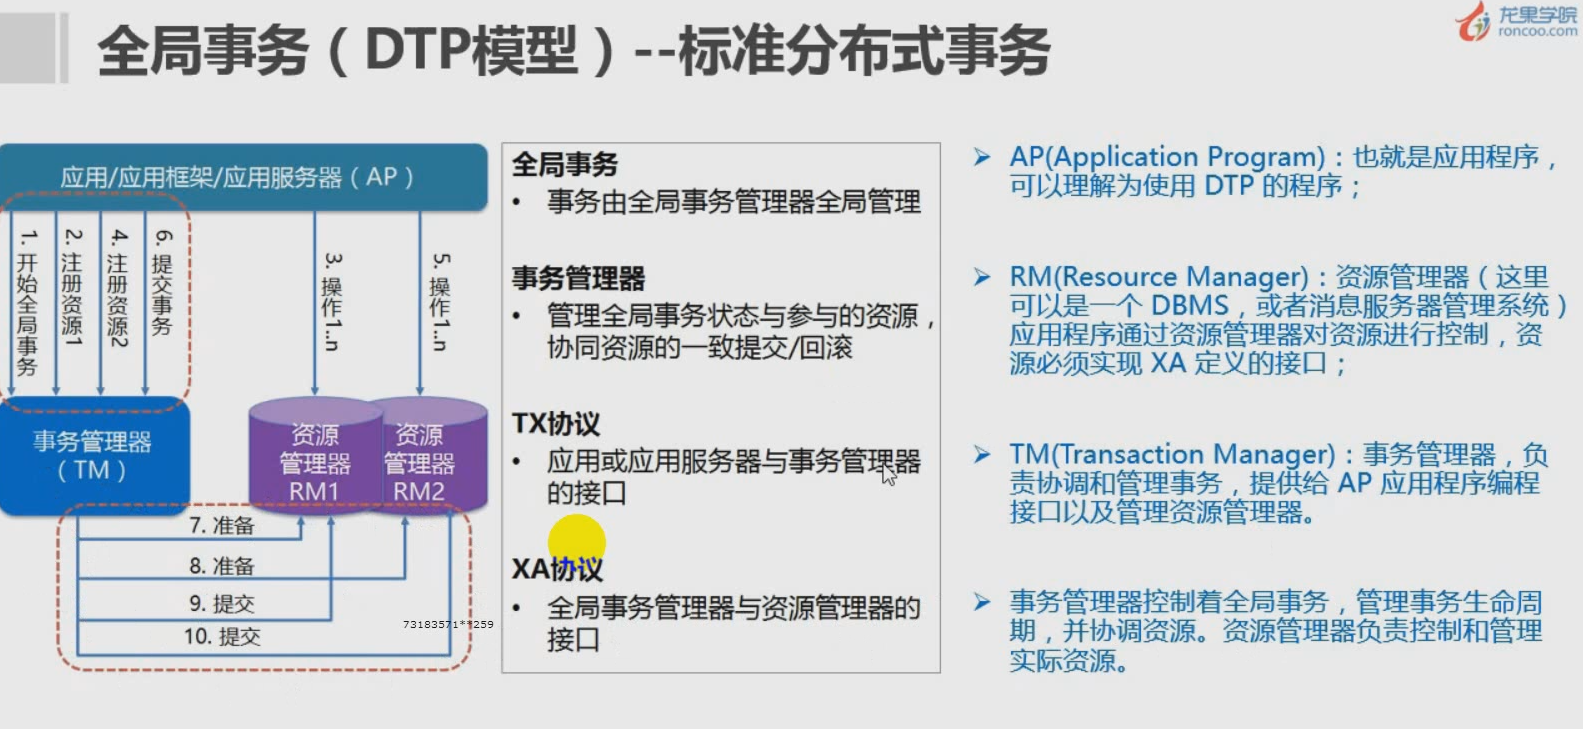 龙果学院
roncoo.com
全局事务（DTP模型）--标准分布式事务
应用/应用框架/应用服务器（AP）
1. 开始全局事务
2. 注册资源1
4. 注册资源2
6. 提交事务
3. 操作1..n
5. 操作1..n
事务管理器
（TM）
资源
管理器
RM1
资源
管理器
RM2
7. 准备
8. 准备
9. 提交
10. 提交
73183571**259
全局事务
• 事务由全局事务管理器全局管理
事务管理器
• 管理全局事务状态与参与的资源，
协同资源的一致提交/回滚
TX协议
• 应用或应用服务器与事务管理器
的接口
XA协议
• 全局事务管理器与资源管理器的
接口
➢ AP(Application Program)：也就是应用程序，
可以理解为使用 DTP 的程序；
➢ RM(Resource Manager)：资源管理器（这里
可以是一个 DBMS，或者消息服务器管理系统）
应用程序通过资源管理器对资源进行控制，资
源必须实现 XA 定义的接口；
➢ TM(Transaction Manager)：事务管理器，负
责协调和管理事务，提供给 AP 应用程序编程
接口以及管理资源管理器。
➢ 事务管理器控制着全局事务，管理事务生命周
期，并协调资源。资源管理器负责控制和管理
实际资源。